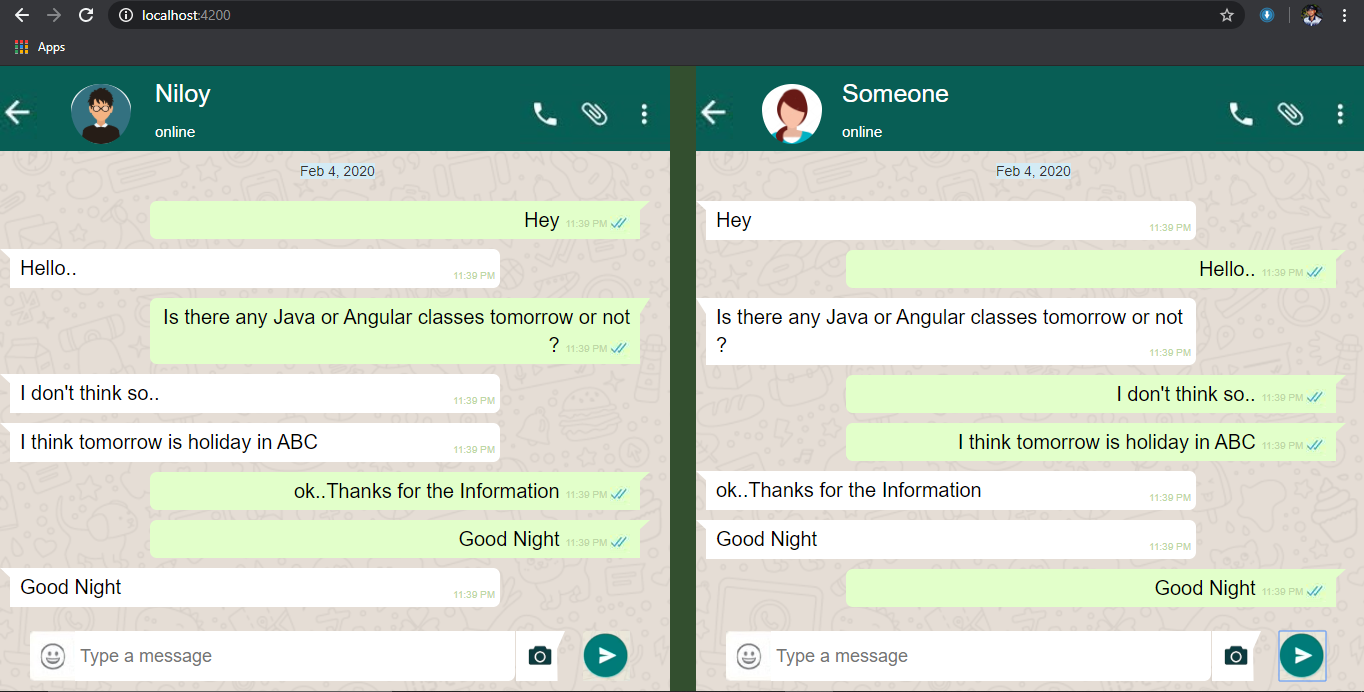 localhost:4200
Apps
Niloy
online
Feb 4, 2020
Hey 11:39 PM
Hello.. 11:39 PM
Is there any Java or Angular classes tomorrow or not
? 11:39 PM
I don't think so.. 11:39 PM
I think tomorrow is holiday in ABC 11:39 PM
ok..Thanks for the Information 11:39 PM
Good Night 11:39 PM
Good Night 11:39 PM
Type a message
Someone
online
Feb 4, 2020
Hey 11:39 PM
Hello.. 11:39 PM
Is there any Java or Angular classes tomorrow or not
? 11:39 PM
I don't think so.. 11:39 PM
I think tomorrow is holiday in ABC 11:39 PM
ok..Thanks for the Information 11:39 PM
Good Night 11:39 PM
Good Night 11:39 PM
Type a message